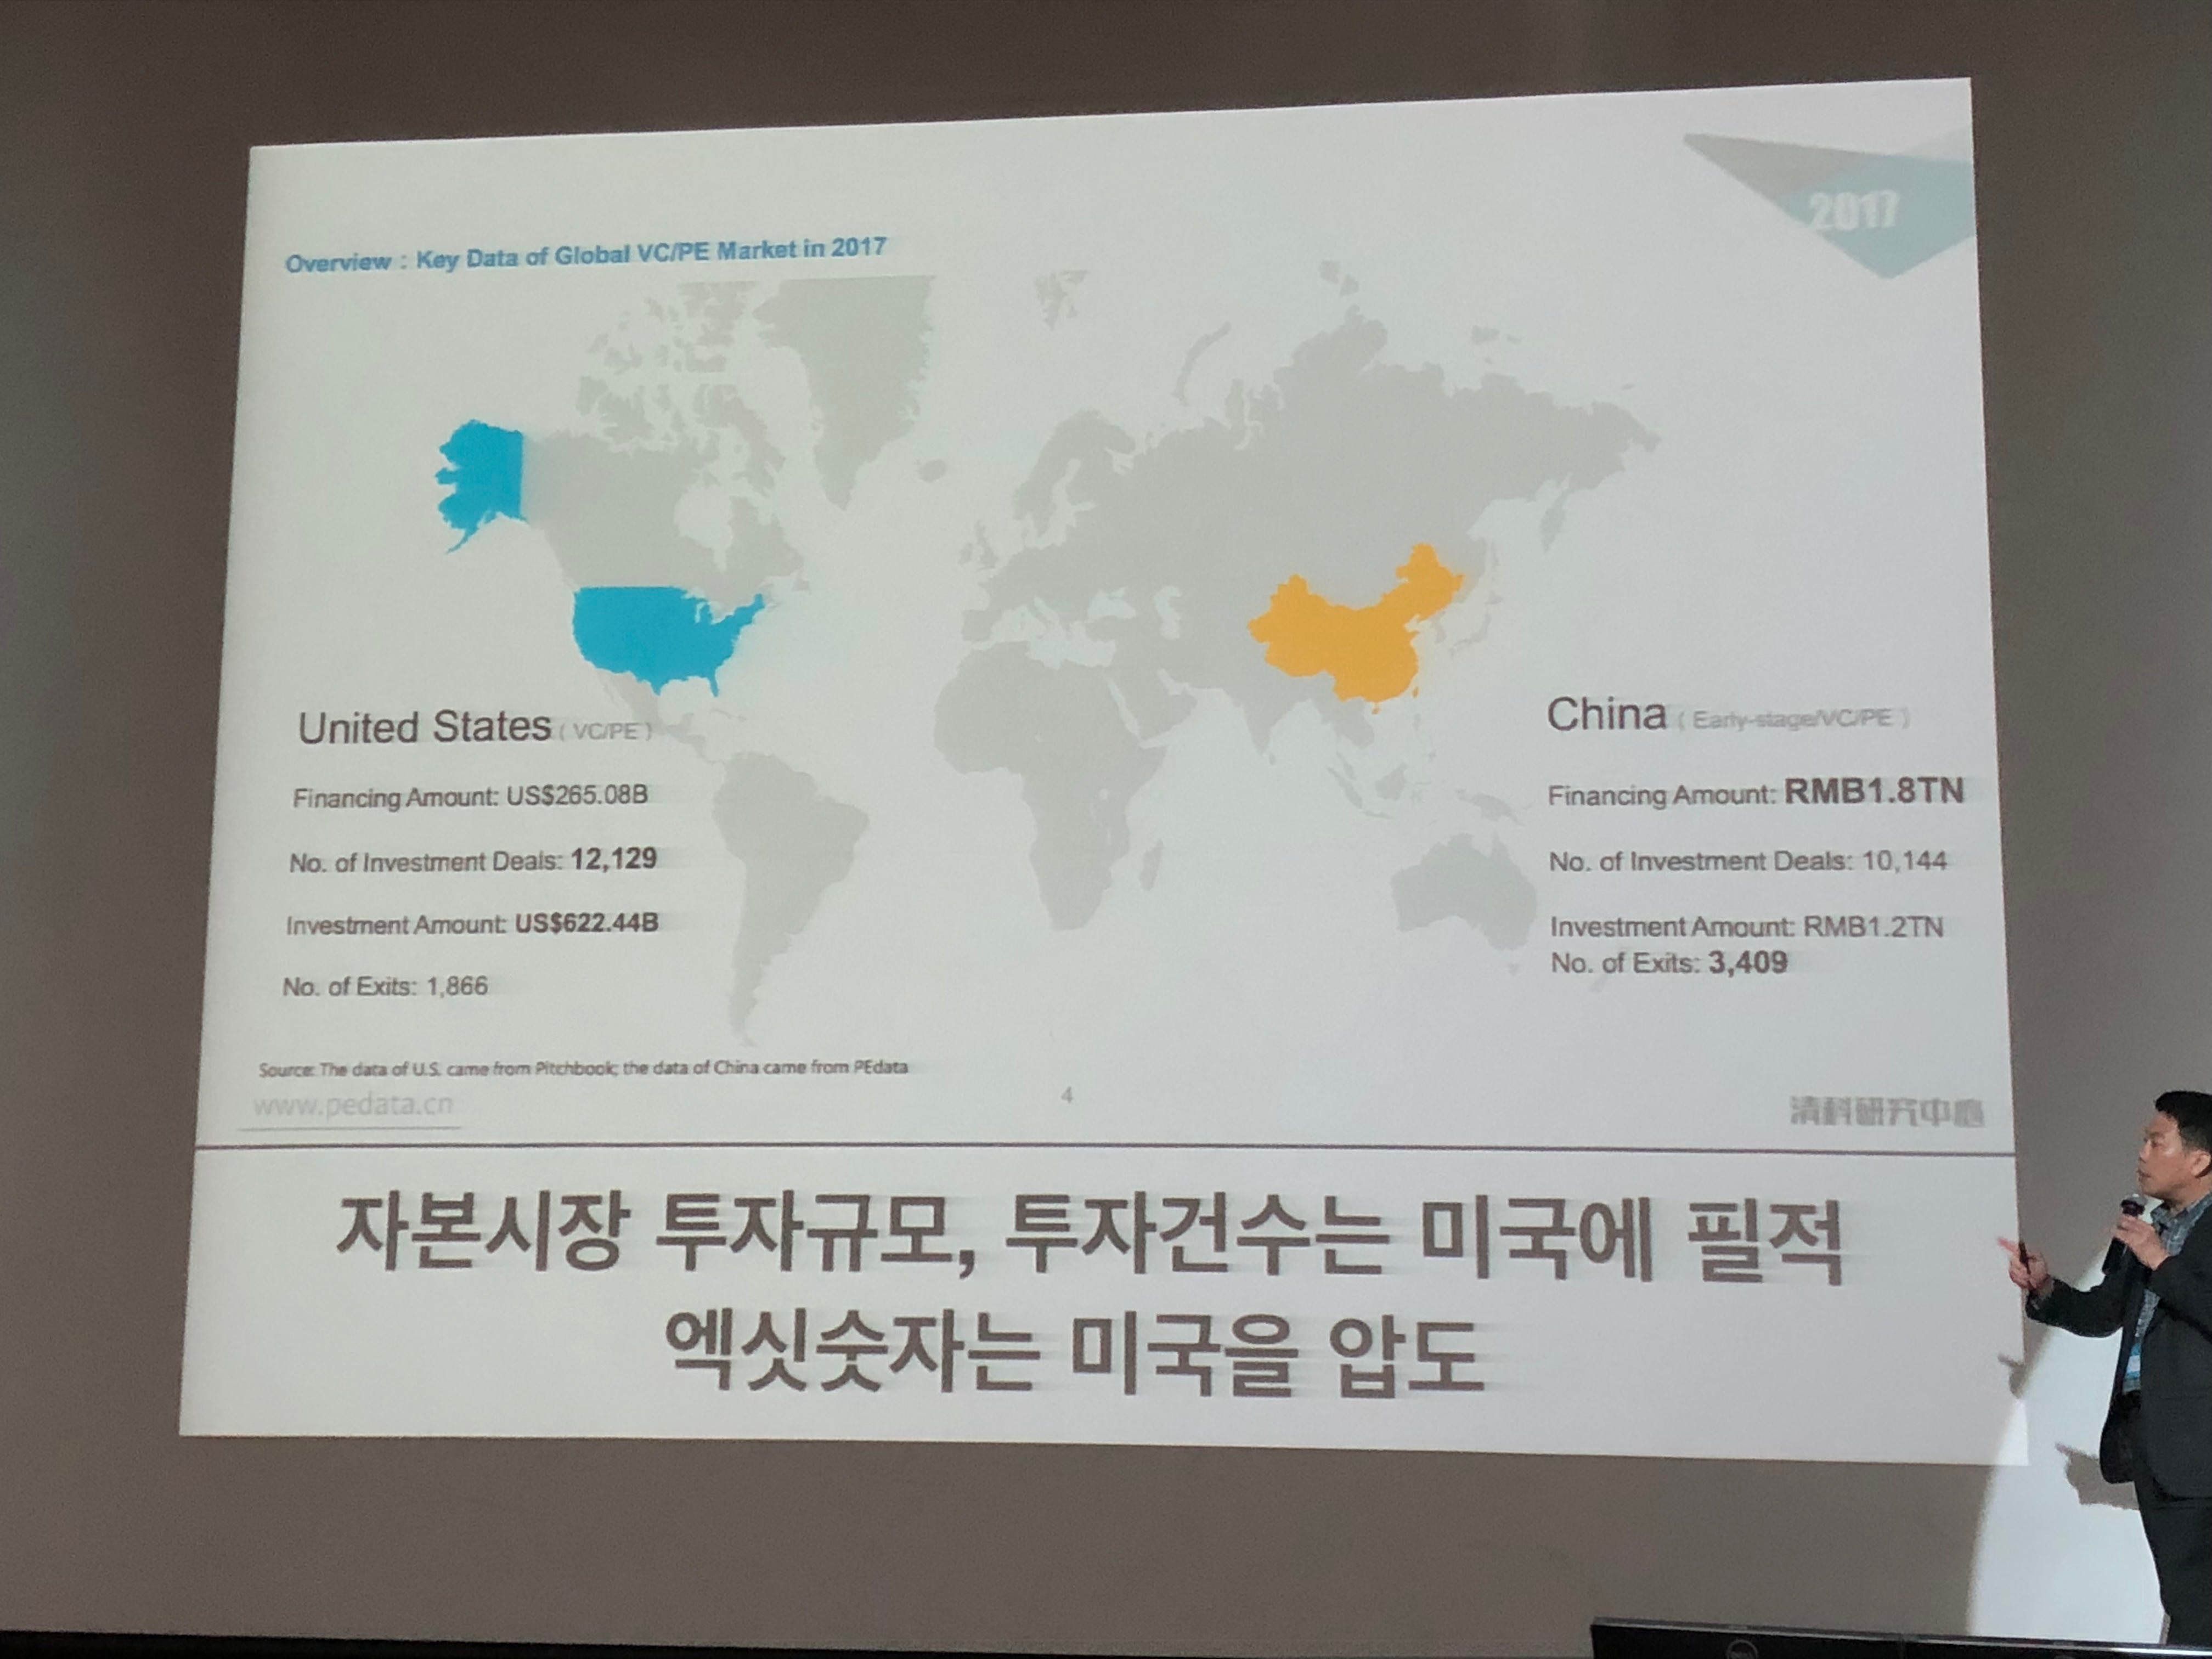 2017
Overview : Key Data of Global VC/PE Market in 2017
United States ( VC/PE )
Financing Amount: US$265.08B
No. of Investment Deals: 12,129
Investment Amount: US$622.44B
No. of Exits: 1,866
China ( Early-stage/VC/PE )
Financing Amount: RMB1.8TN
No. of Investment Deals: 10,144
Investment Amount: RMB1.2TN
No. of Exits: 3,409
Source: The data of U.S. came from Pitchbook; the data of China came from PEdata
www.pedata.cn
4
清科研究中心
자본시장 투자규모, 투자건수는 미국에 필적
엑싯숫자는 미국을 압도